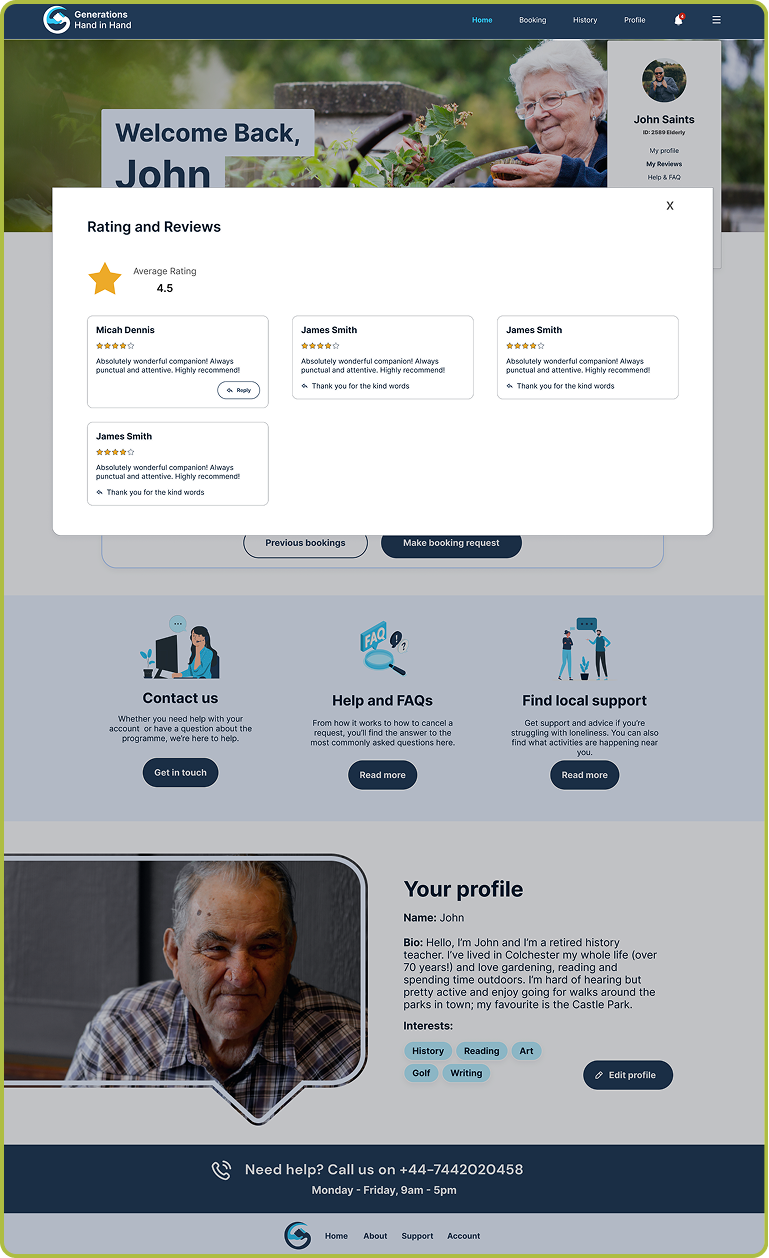 Generations
Hand in Hand
Home
Booking
History
Profile
4
Welcome Back,
John
John Saints
ID: 2589 Elderly
My profile
My Reviews
Help & FAQ
X
Rating and Reviews
Average Rating
4.5
Micah Dennis
Absolutely wonderful companion! Always
punctual and attentive. Highly recommend!
Reply
James Smith
Absolutely wonderful companion! Always
punctual and attentive. Highly recommend!
Thank you for the kind words
James Smith
Absolutely wonderful companion! Always
punctual and attentive. Highly recommend!
Thank you for the kind words
James Smith
Absolutely wonderful companion! Always
punctual and attentive. Highly recommend!
Thank you for the kind words
Previous bookings
Make booking request
Contact us
Whether you need help with your
account or have a question about the
programme, we're here to help.
Get in touch
FAQ
? 
Help and FAQs
From how it works to how to cancel a
request, you'll find the answer to the
most commonly asked questions here.
Read more
Find local support
Get support and advice if you're
struggling with loneliness. You can also
find what activities are happening near
you.
Read more
Your profile
Name: John
Bio: Hello, I'm John and I'm a retired history
teacher. I've lived in Colchester my whole life (over
70 years!) and love gardening, reading and
spending time outdoors. I'm hard of hearing but
pretty active and enjoy going for walks around the
parks in town; my favourite is the Castle Park.
Interests:
History
Reading
Art
Golf
Writing
Edit profile
Need help? Call us on +44-7442020458
Monday - Friday, 9am - 5pm
Home
About
Support
Account